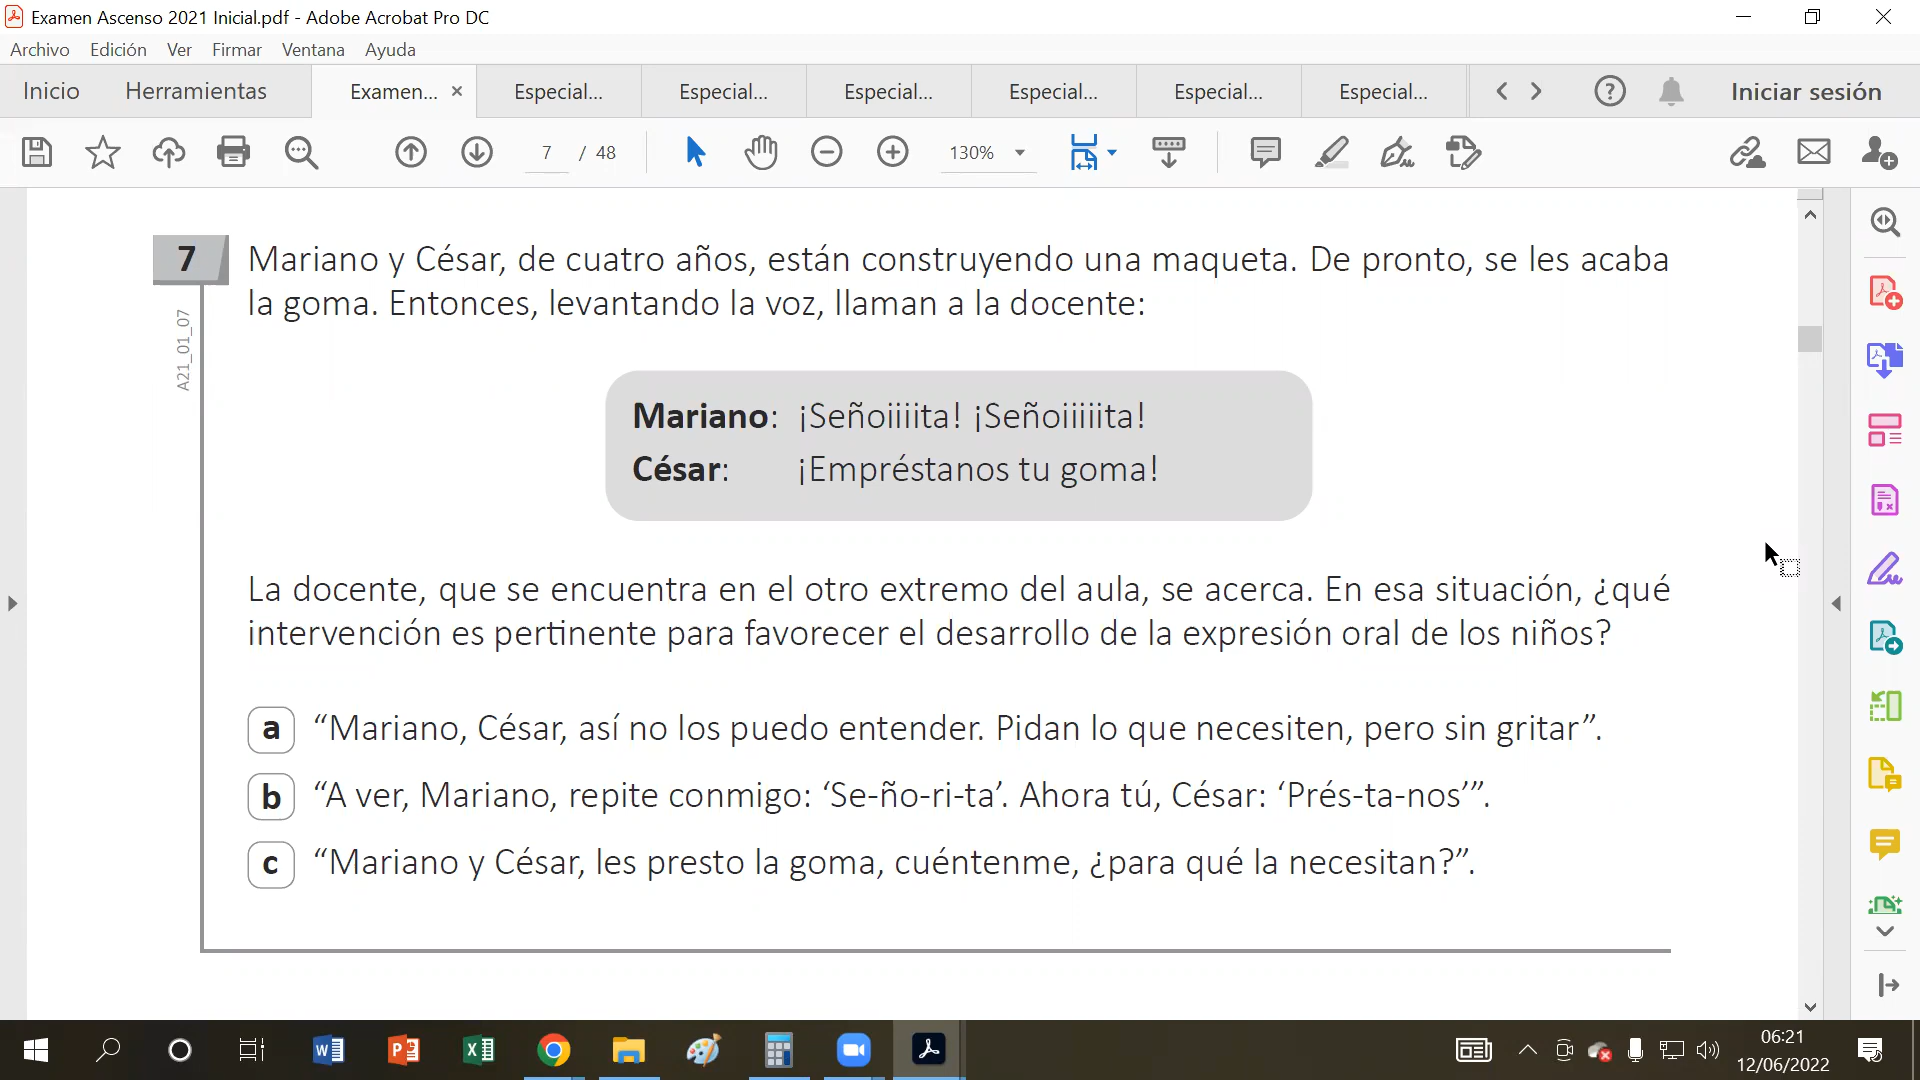 Examen Ascenso 2021 Inicial.pdf - Adobe Acrobat Pro DC
Archivo Edición Ver Firmar Ventana Ayuda
Inicio Herramientas Examen... × Especial... Especial... Especial... Especial... Especial... Especial... Iniciar sesión
7 / 48 130%
7 Mariano y César, de cuatro años, están construyendo una maqueta. De pronto, se les acaba
la goma. Entonces, levantando la voz, llaman a la docente:
A21_01_07
Mariano: ¡Señoiiiita! ¡Señoiiiiita!
César: ¡Empréstanos tu goma!
La docente, que se encuentra en el otro extremo del aula, se acerca. En esa situación, ¿qué
intervención es pertinente para favorecer el desarrollo de la expresión oral de los niños?
a “Mariano, César, así no los puedo entender. Pidan lo que necesiten, pero sin gritar”.
b “A ver, Mariano, repite conmigo: ‘Se-ño-ri-ta’. Ahora tú, César: ‘Prés-ta-nos’”.
c “Mariano y César, les presto la goma, cuéntenme, ¿para qué la necesitan?”.
06:21
12/06/2022